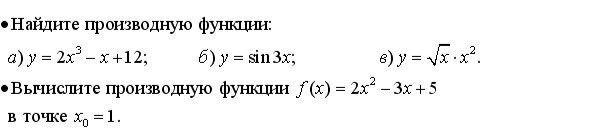 • Найдите производную функции:
а) y = 2x³ – x +12; б) y = sin 3x; в) y = √x · x².
• Вычислите производную функции f(x) = 2x² – 3x + 5
в точке x₀ = 1.